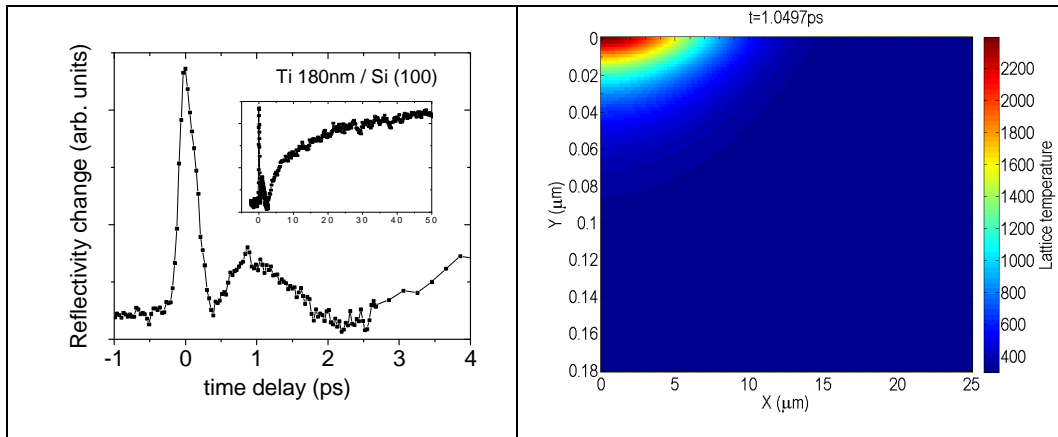 Ti 180nm / Si (100)
Reflectivity change (arb. units)
0 10 20 30 40 50
-1 0 1 2 3 4
time delay (ps)
t=1.0497ps
0
0.02
0.04
0.06
0.08
0.1
0.12
0.14
0.16
0.18
Y (μm)
0 5 10 15 20 25
X (μm)
2200
2000
1800
1600
1400
1200
1000
800
600
400
Lattice temperature